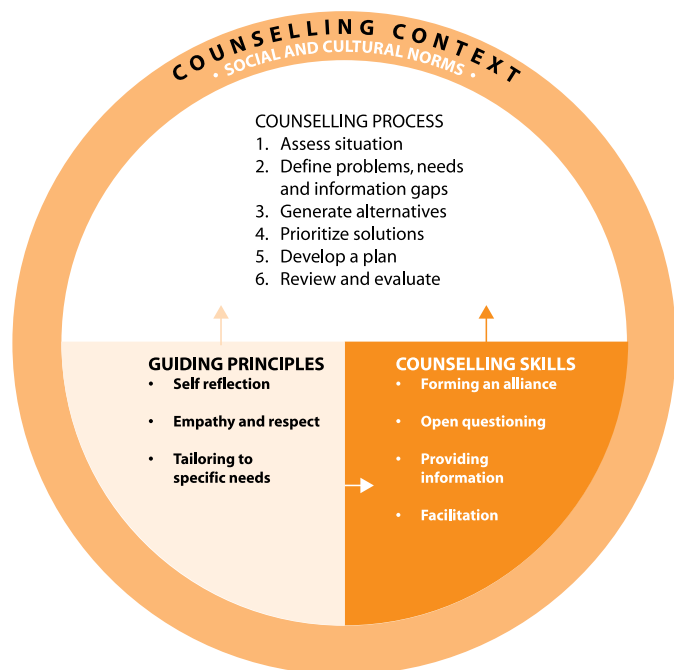 COUNSELLING CONTEXT
• SOCIAL AND CULTURAL NORMS •
COUNSELLING PROCESS
1. Assess situation
2. Define problems, needs
and information gaps
3. Generate alternatives
4. Prioritize solutions
5. Develop a plan
6. Review and evaluate
GUIDING PRINCIPLES
• Self reflection
• Empathy and respect
• Tailoring to
specific needs
COUNSELLING SKILLS
• Forming an alliance
• Open questioning
• Providing
information
• Facilitation